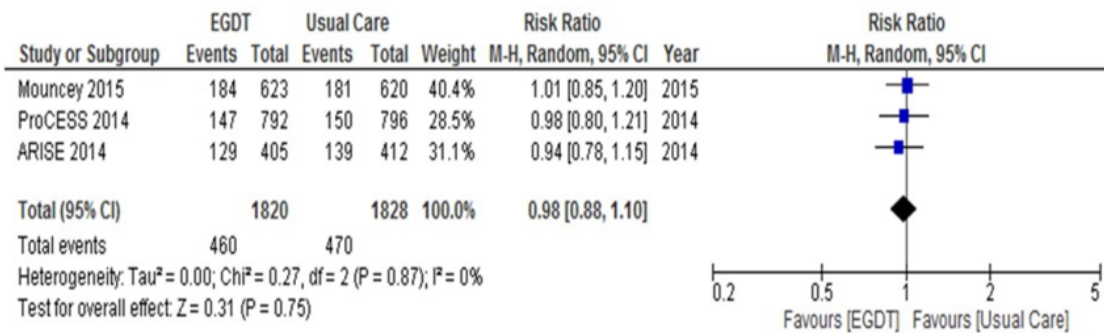 EGDT Usual Care Risk Ratio Risk Ratio
Study or Subgroup Events Total Events Total Weight M-H, Random, 95% CI Year M-H, Random, 95% CI
Mouncey 2015 184 623 181 620 40.4% 1.01 [0.85, 1.20] 2015
ProCESS 2014 147 792 150 796 28.5% 0.98 [0.80, 1.21] 2014
ARISE 2014 129 405 139 412 31.1% 0.94 [0.78, 1.15] 2014
Total (95% CI) 1820 1828 100.0% 0.98 [0.88, 1.10]
Total events 460 470
Heterogeneity: Tau² = 0.00; Chi² = 0.27, df = 2 (P = 0.87); I² = 0%
Test for overall effect: Z = 0.31 (P = 0.75)
0.2 0.5 1 2 5
Favours [EGDT] Favours [Usual Care]